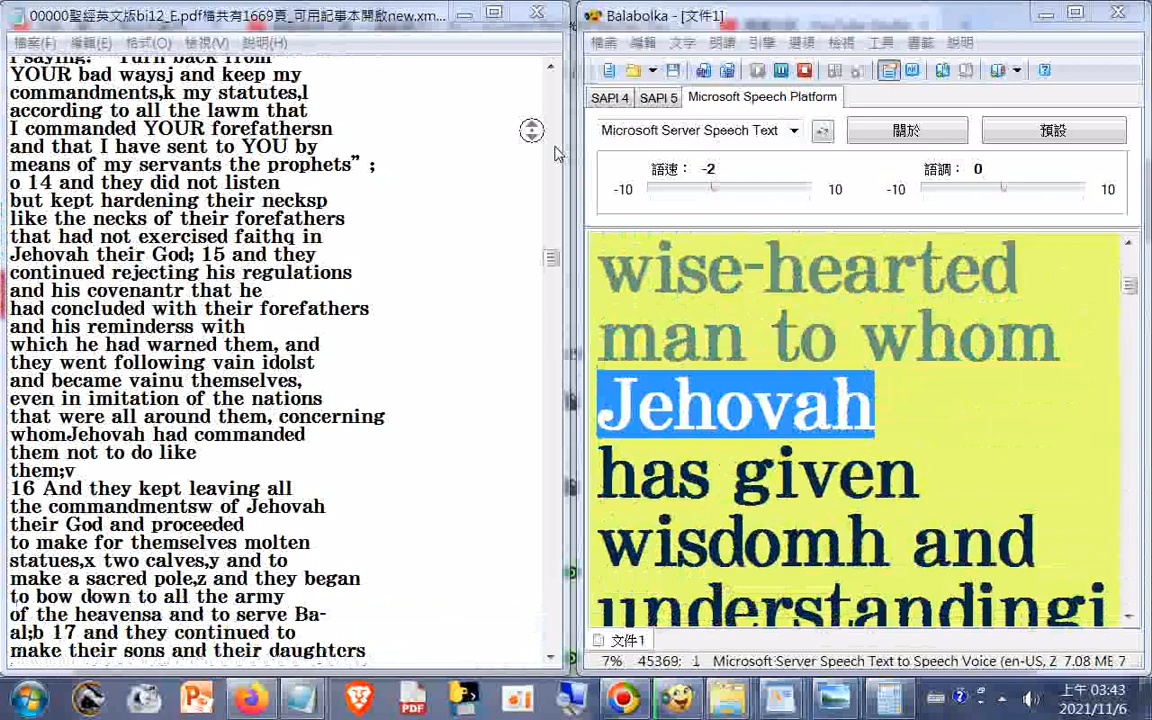 00000聖經英文版bi12_E.pdf檔共有1669頁_可用記事本開啟new.xm...
檔案(F) 編輯(E) 格式(O) 檢視(V) 說明(H)
YOUR bad waysj and keep my
commandments,k my statutes,l
according to all the lawm that
I commanded YOUR forefathersn
and that I have sent to YOU by
means of my servants the prophets” ;
o 14 and they did not listen
but kept hardening their necksp
like the necks of their forefathers
that had not exercised faithq in
Jehovah their God; 15 and they
continued rejecting his regulations
and his covenantr that he
had concluded with their forefathers
and his reminderss with
which he had warned them, and
they went following vain idolst
and became vainu themselves,
even in imitation of the nations
that were all around them, concerning
whomJehovah had commanded
them not to do like
them;v
16 And they kept leaving all
the commandmentsw of Jehovah
their God and proceeded
to make for themselves molten
statues,x two calves,y and to
make a sacred pole,z and they began
to bow down to all the army
of the heavensa and to serve Ba-
al;b 17 and they continued to
make their sons and their daughters
Balabolka - [文件1]
檔案 編輯 文字 朗讀 引擎 選項 檢視 工具 書籤 說明
SAPI 4 SAPI 5 Microsoft Speech Platform
Microsoft Server Speech Text 關於 預設
語速： -2 語調： 0
-10 10 -10 10
wise-hearted
man to whom
Jehovah
has given
wisdomh and
understandingi
文件1
7% 45369: 1 Microsoft Server Speech Text to Speech Voice (en-US, Z 7.08 ME 7
PDF
上午 03:43
2021/11/6